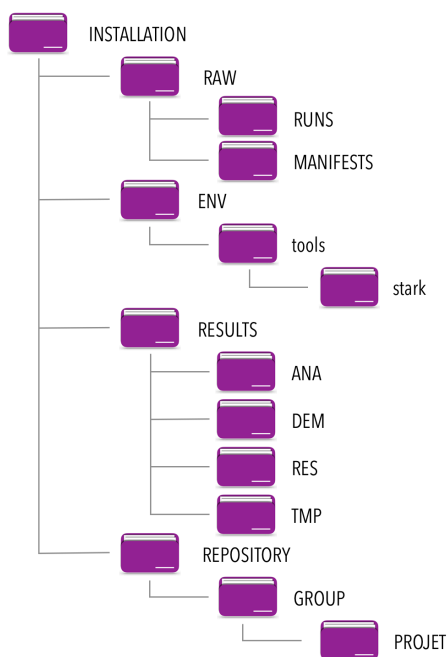 INSTALLATION
RAW
RUNS
MANIFESTS
ENV
tools
stark
RESULTS
ANA
DEM
RES
TMP
REPOSITORY
GROUP
PROJET